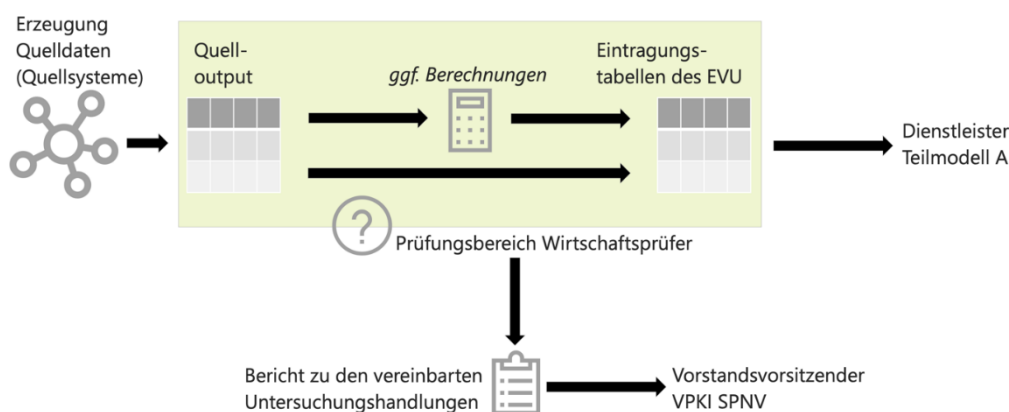 Erzeugung
Quelldaten
(Quellsysteme)
Quell-
output
ggf. Berechnungen
Eintragungs-
tabellen des EVU
Dienstleister
Teilmodell A
?
Prüfungsbereich Wirtschaftsprüfer
Bericht zu den vereinbarten
Untersuchungshandlungen
Vorstandsvorsitzender
VPKI SPNV